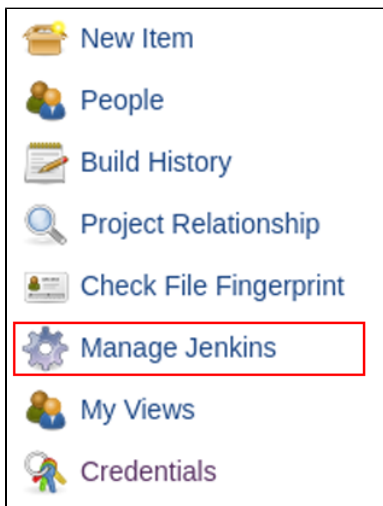 New Item
People
Build History
Project Relationship
Check File Fingerprint
Manage Jenkins
My Views
Credentials